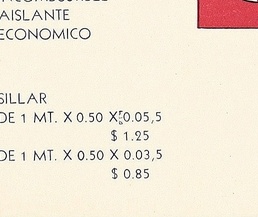 AISLANTE
ECONOMICO
SILLAR
DE 1 MT. X 0.50 X 0.05,5
$ 1.25
DE 1 MT. X 0.50 X 0.03,5
$ 0.85